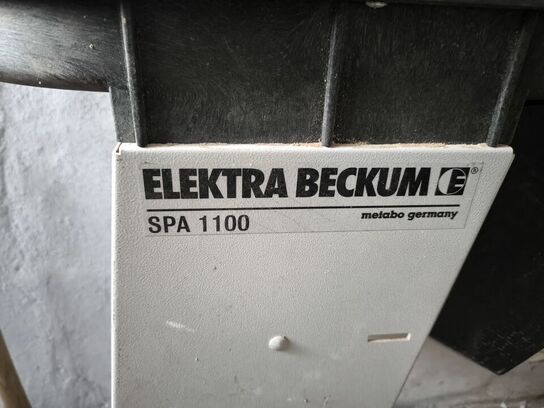 ELEKTRA BECKUM E®
SPA 1100
metabo germany